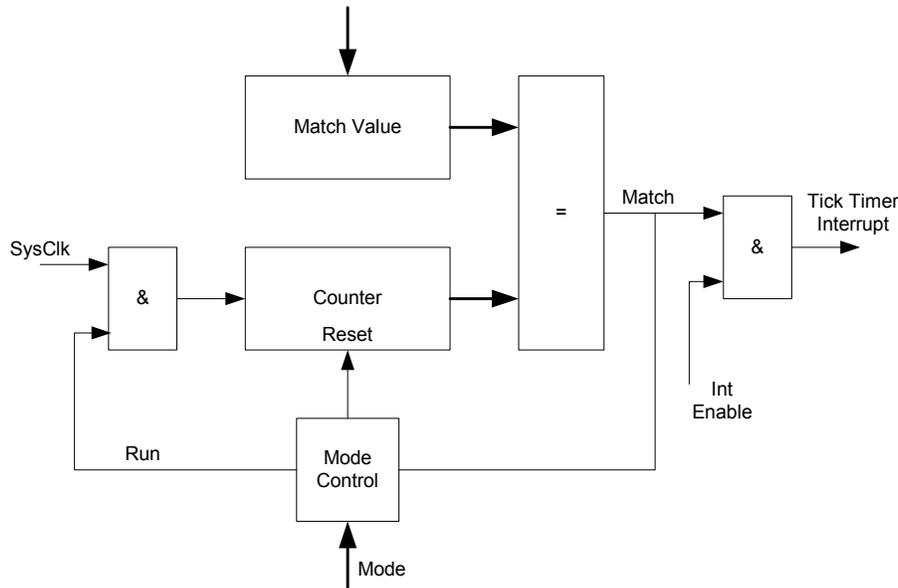 Match Value
=
Match
Tick Timer
Interrupt
SysClk
&
Counter
Reset
&
Int
Enable
Run
Mode
Control
Mode